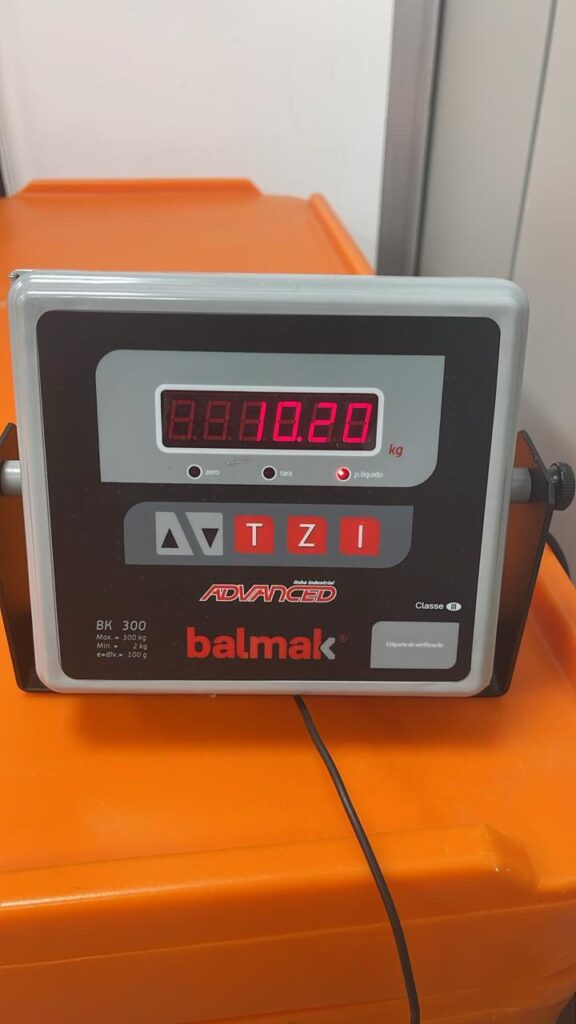 10.20
kg
zero
tara
p. líquido
T Z I
linha industrial
ADVANCED
Classe III
BK 300
Max. = 300 kg
Min. = 2 kg
e=div.= 100 g
balmak®
Etiqueta de verificação